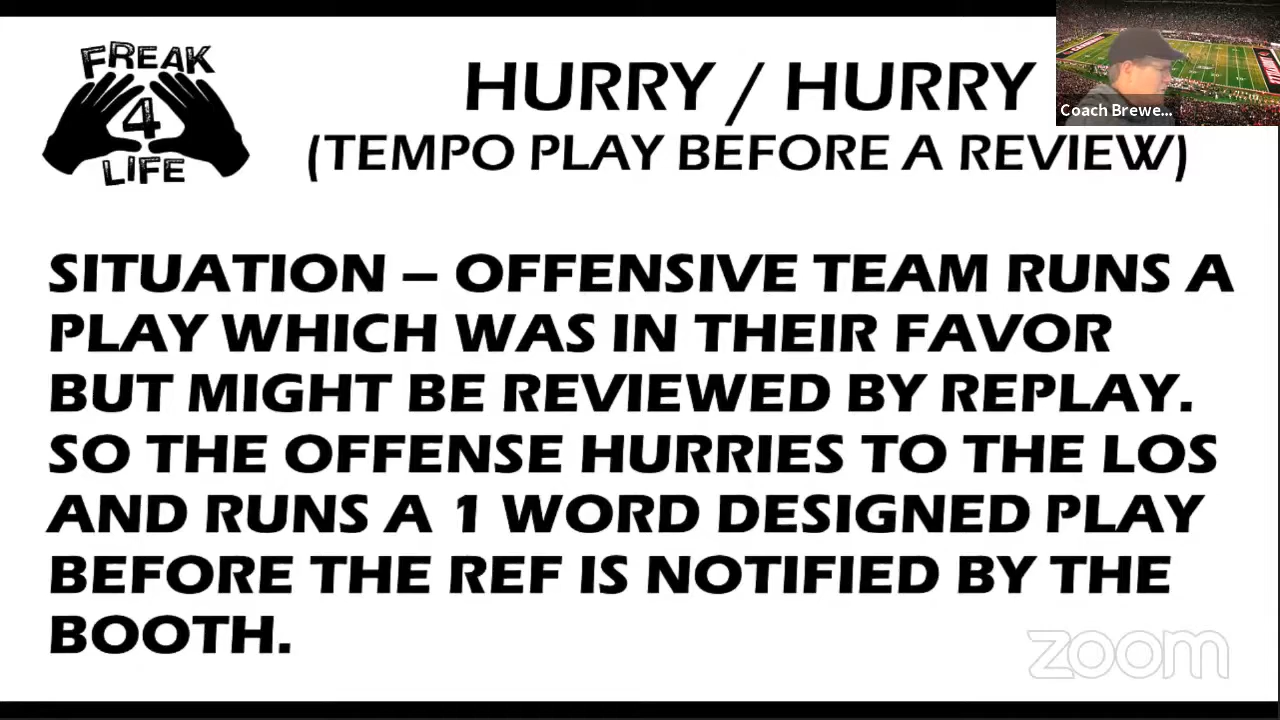 FREAK
4
LIFE
HURRY / HURRY
(TEMPO PLAY BEFORE A REVIEW)
Coach Brewe...
SITUATION – OFFENSIVE TEAM RUNS A
PLAY WHICH WAS IN THEIR FAVOR
BUT MIGHT BE REVIEWED BY REPLAY.
SO THE OFFENSE HURRIES TO THE LOS
AND RUNS A 1 WORD DESIGNED PLAY
BEFORE THE REF IS NOTIFIED BY THE
BOOTH.
zoom